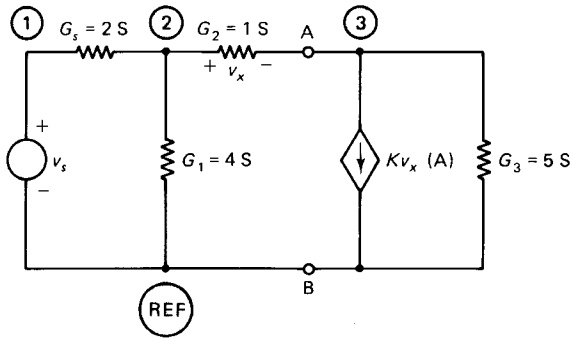 1
G_s = 2 S
2
G_2 = 1 S
A
3
+ v_x −
+
v_s
−
G_1 = 4 S
Kv_x (A)
G_3 = 5 S
B
REF